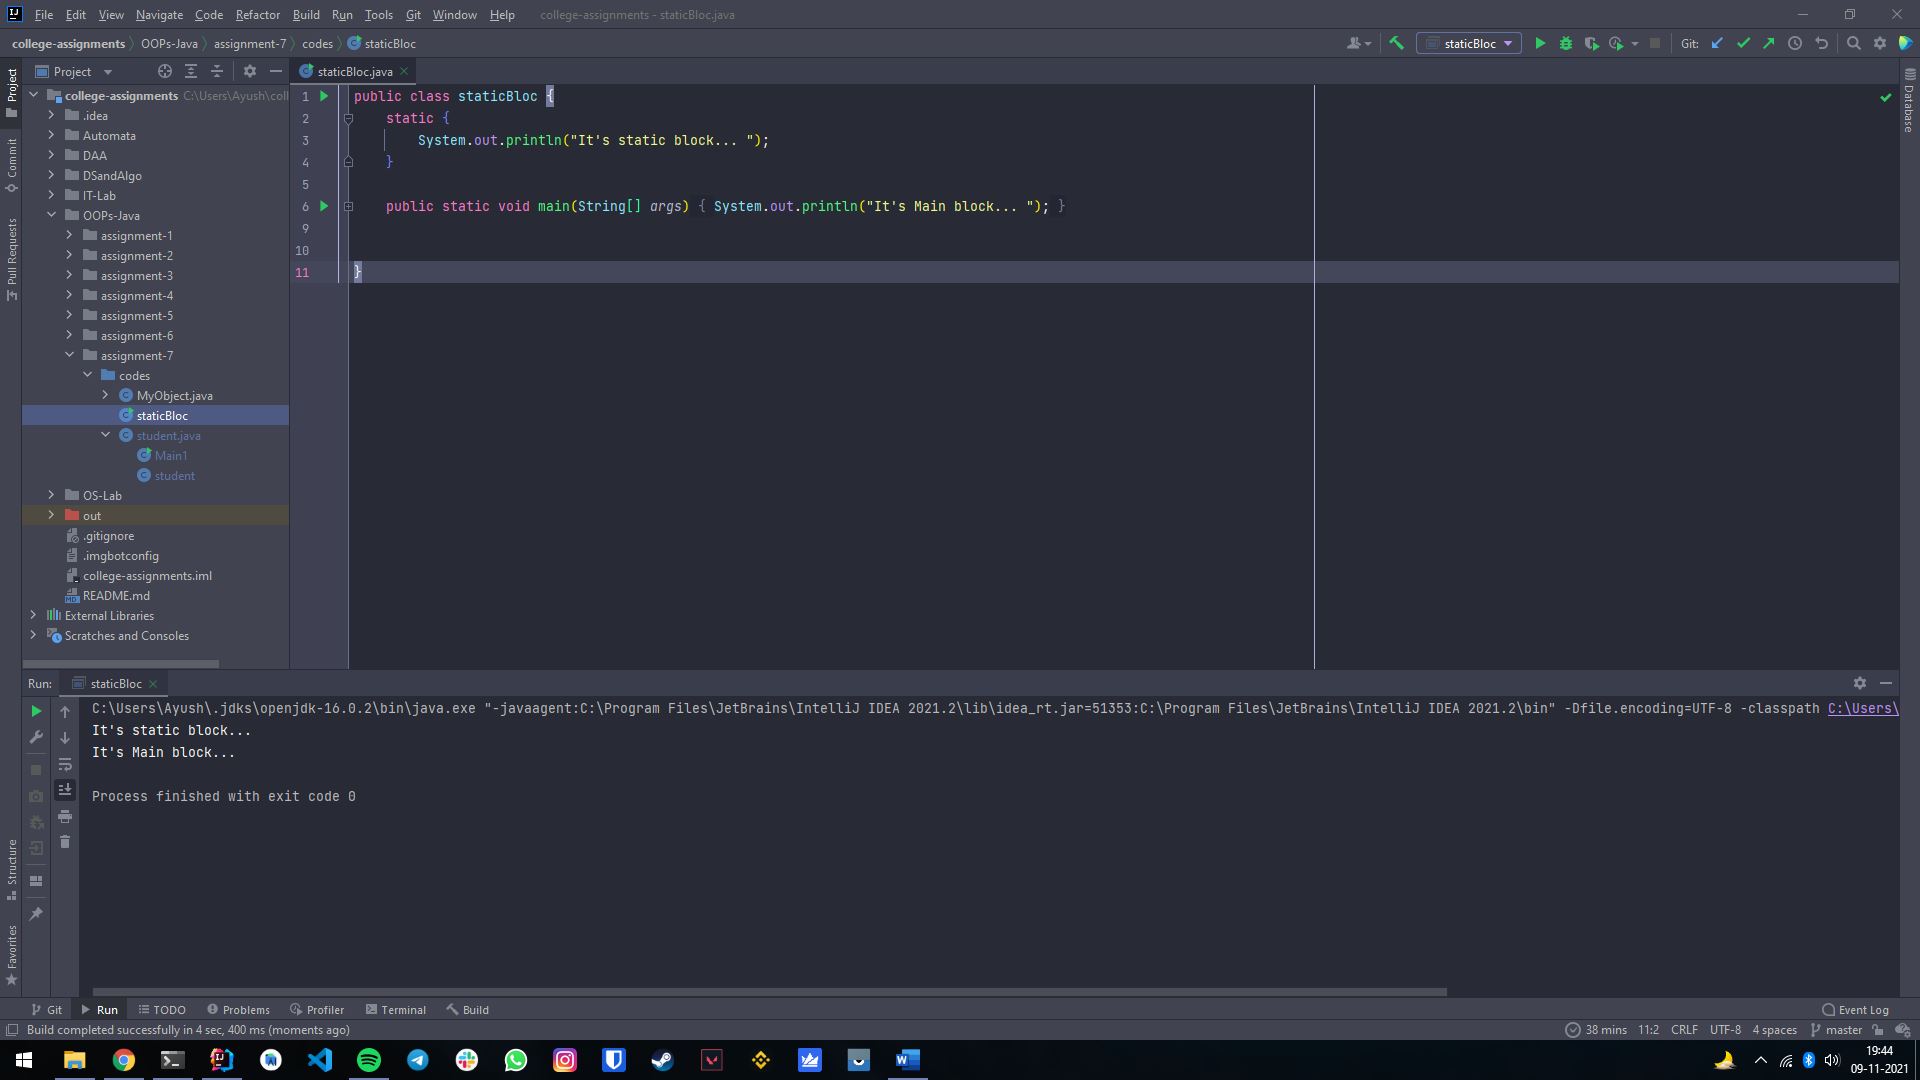 File Edit View Navigate Code Refactor Build Run Tools Git Window Help college-assignments - staticBloc.java
college-assignments OOPs-Java assignment-7 codes staticBloc
staticBloc Git:
Project
staticBloc.java
college-assignments C:\Users\Ayush\coll
.idea
Automata
DAA
DSandAlgo
IT-Lab
OOPs-Java
assignment-1
assignment-2
assignment-3
assignment-4
assignment-5
assignment-6
assignment-7
codes
MyObject.java
staticBloc
student.java
Main1
student
OS-Lab
out
.gitignore
.imgbotconfig
college-assignments.iml
README.md
External Libraries
Scratches and Consoles
1 public class staticBloc {
2 static {
3 System.out.println("It's static block... ");
4 }
5
6 public static void main(String[] args) { System.out.println("It's Main block... "); }
9
10
11 }
Project
Commit
Pull Requests
Structure
Favorites
Database
Run: staticBloc
C:\Users\Ayush\.jdks\openjdk-16.0.2\bin\java.exe "-javaagent:C:\Program Files\JetBrains\IntelliJ IDEA 2021.2\lib\idea_rt.jar=51353:C:\Program Files\JetBrains\IntelliJ IDEA 2021.2\bin" -Dfile.encoding=UTF-8 -classpath C:\Users\
It's static block...
It's Main block...
Process finished with exit code 0
Git Run TODO Problems Profiler Terminal Build Event Log
Build completed successfully in 4 sec, 400 ms (moments ago) 38 mins 11:2 CRLF UTF-8 4 spaces master
19:44
09-11-2021